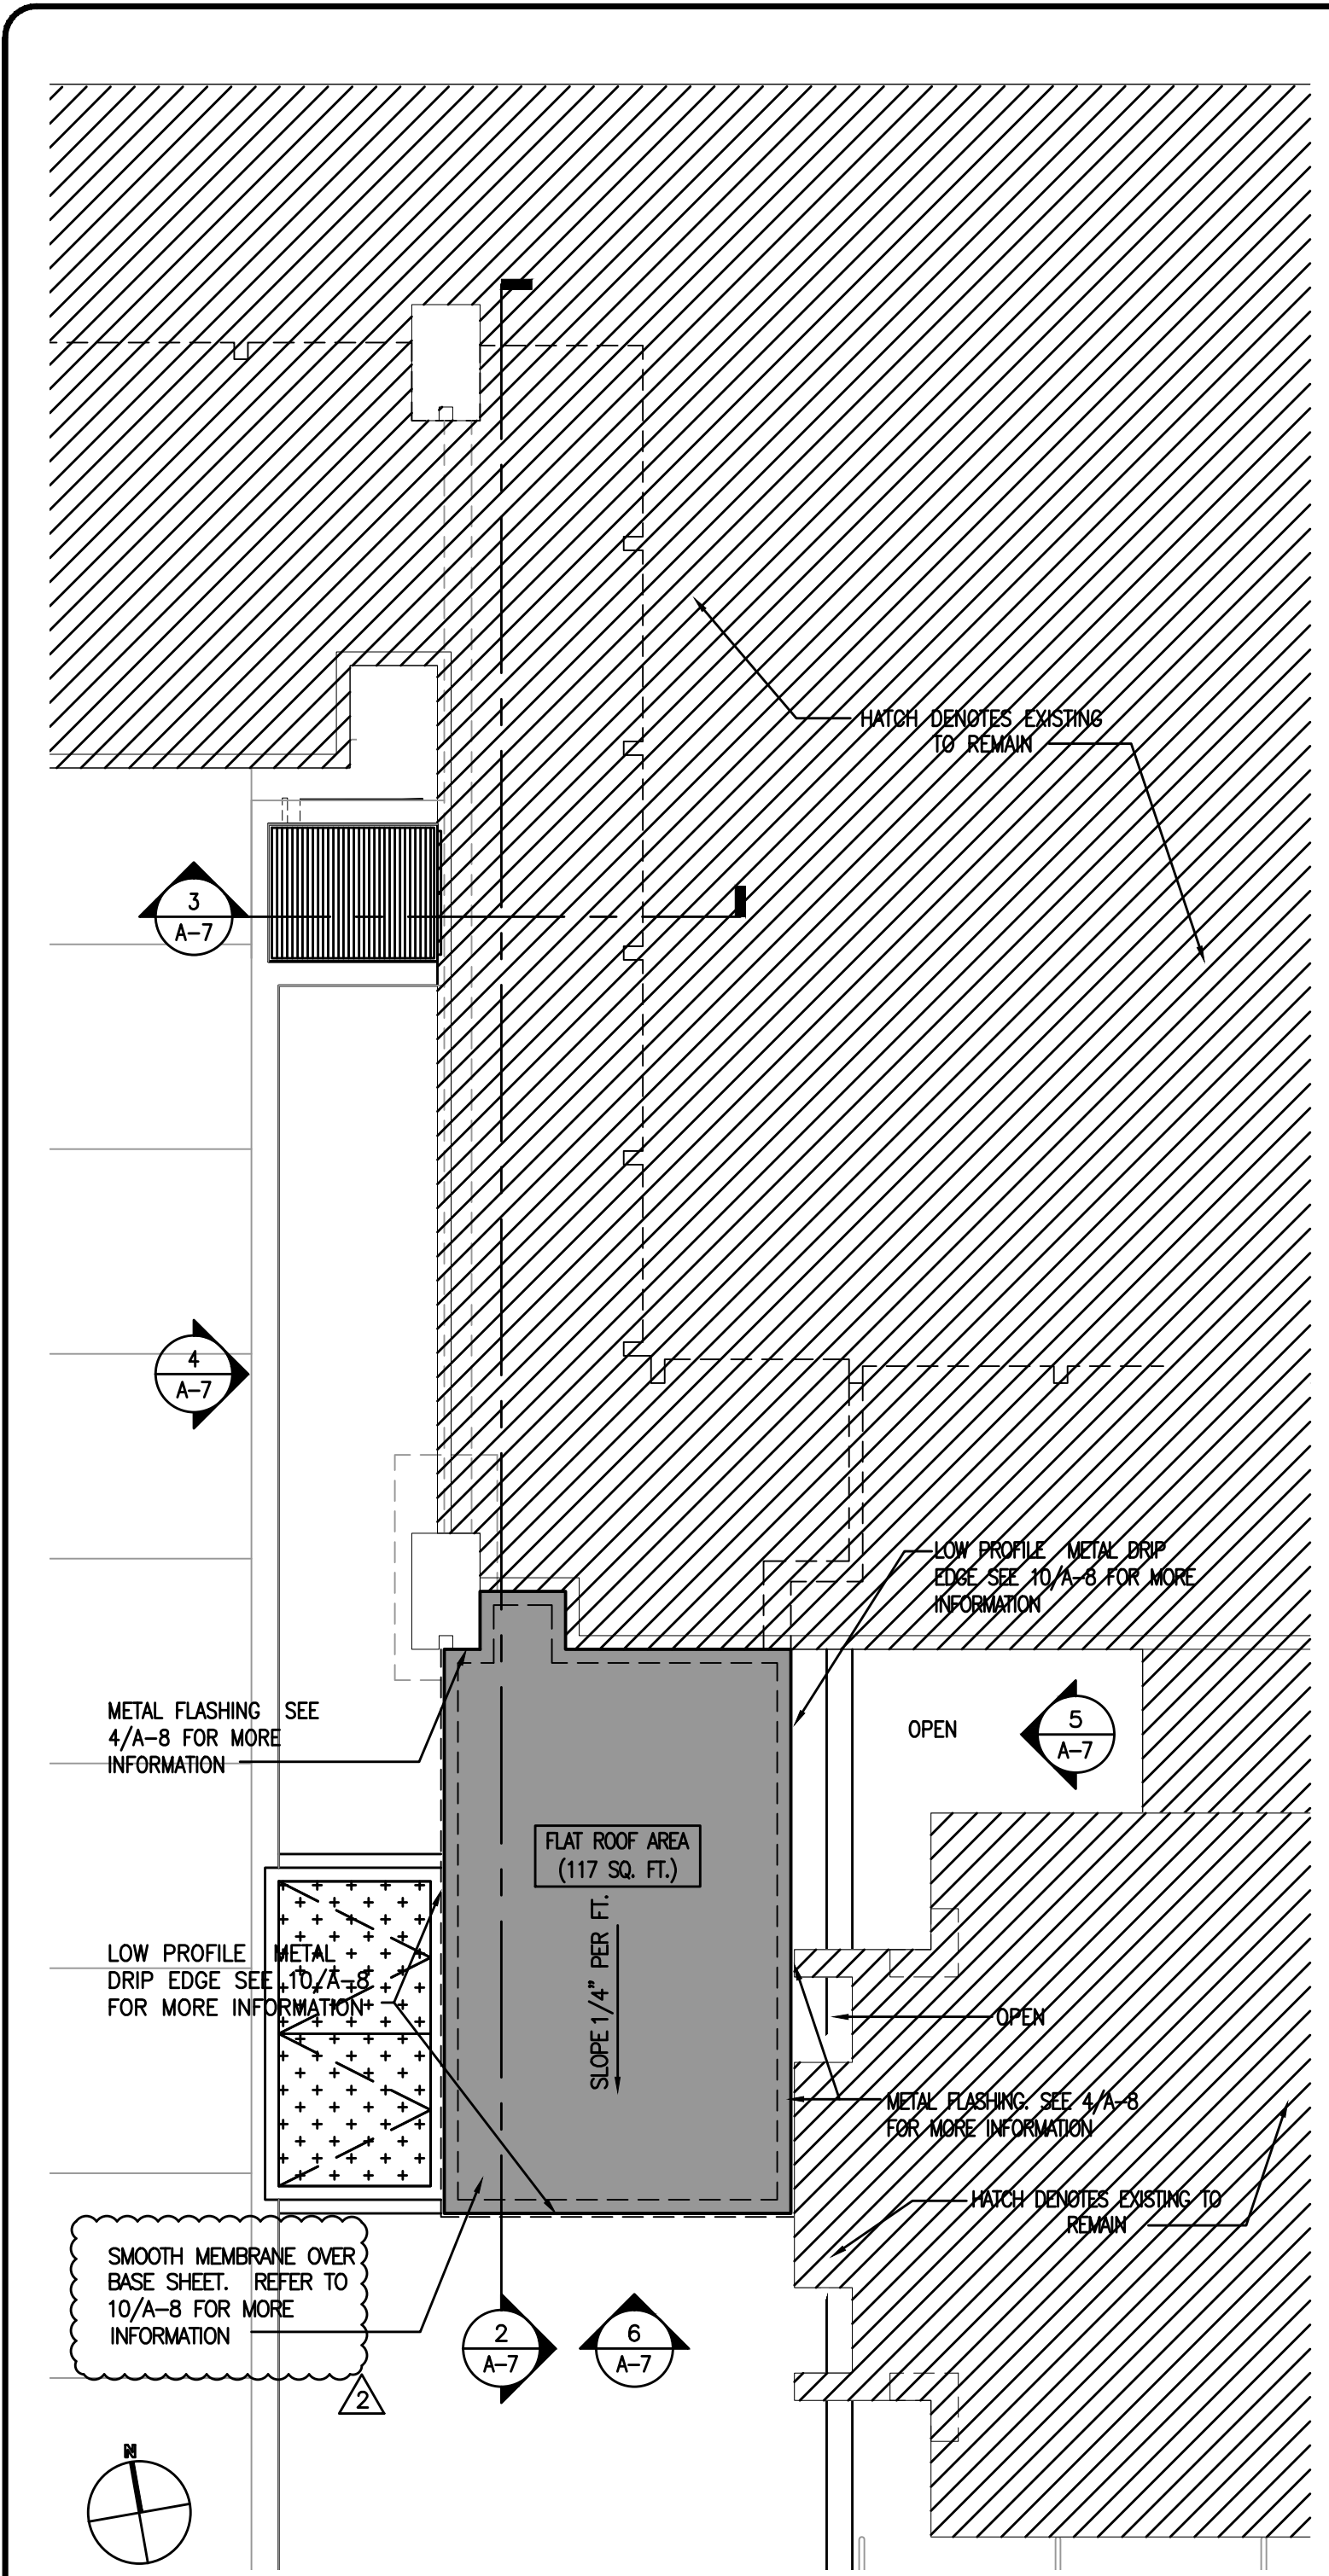 HATCH DENOTES EXISTING
TO REMAIN
3
A-7
4
A-7
LOW PROFILE METAL DRIP
EDGE SEE 10/A-8 FOR MORE
INFORMATION
METAL FLASHING SEE
4/A-8 FOR MORE
INFORMATION
OPEN
5
A-7
FLAT ROOF AREA
(117 SQ. FT.)
SLOPE 1/4" PER FT.
LOW PROFILE METAL
DRIP EDGE SEE 10/A-8
FOR MORE INFORMATION
OPEN
METAL FLASHING. SEE 4/A-8
FOR MORE INFORMATION
HATCH DENOTES EXISTING TO
REMAIN
SMOOTH MEMBRANE OVER
BASE SHEET. REFER TO
10/A-8 FOR MORE
INFORMATION
2
2
A-7
6
A-7
N